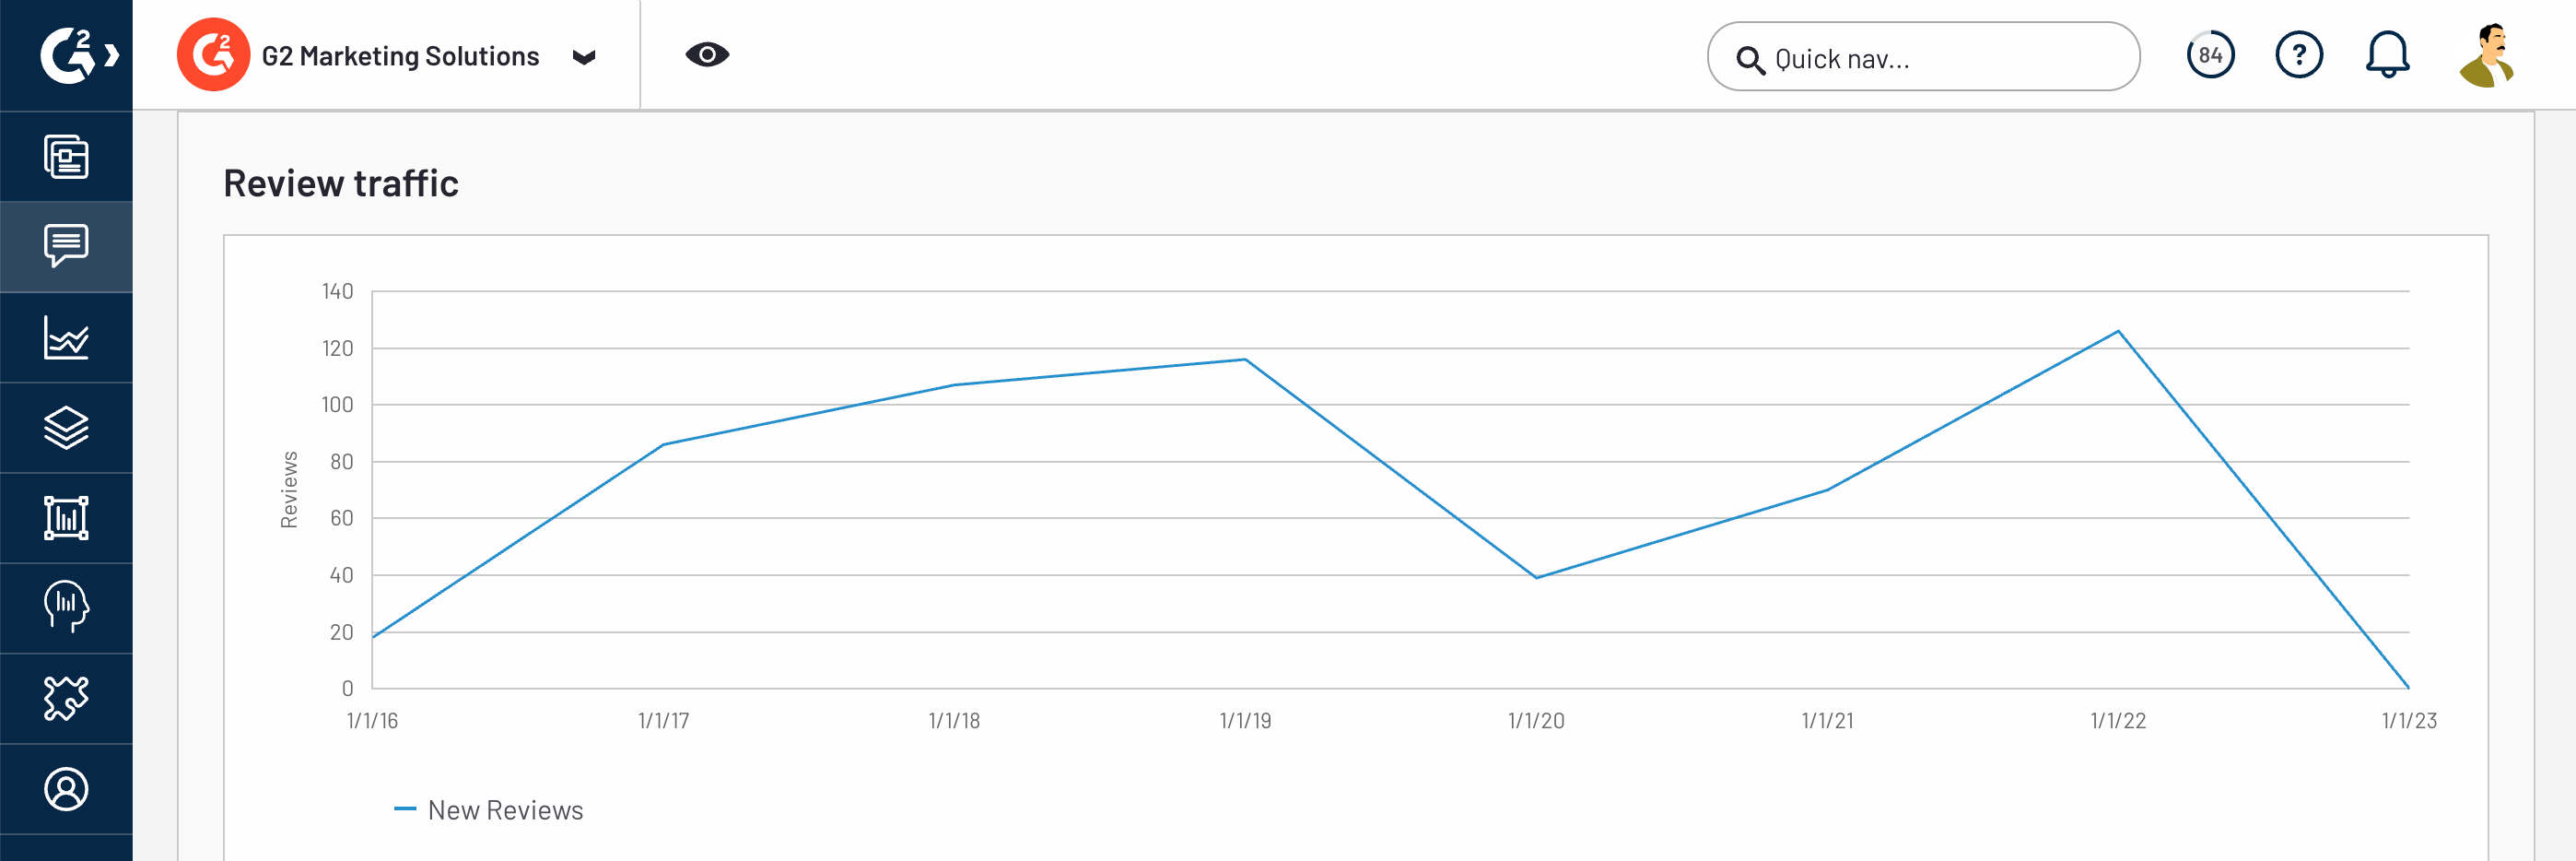 G2 Marketing Solutions
Quick nav...
84
?
Review traffic
140
120
100
80
60
40
20
0
Reviews
1/1/16 1/1/17 1/1/18 1/1/19 1/1/20 1/1/21 1/1/22 1/1/23
New Reviews